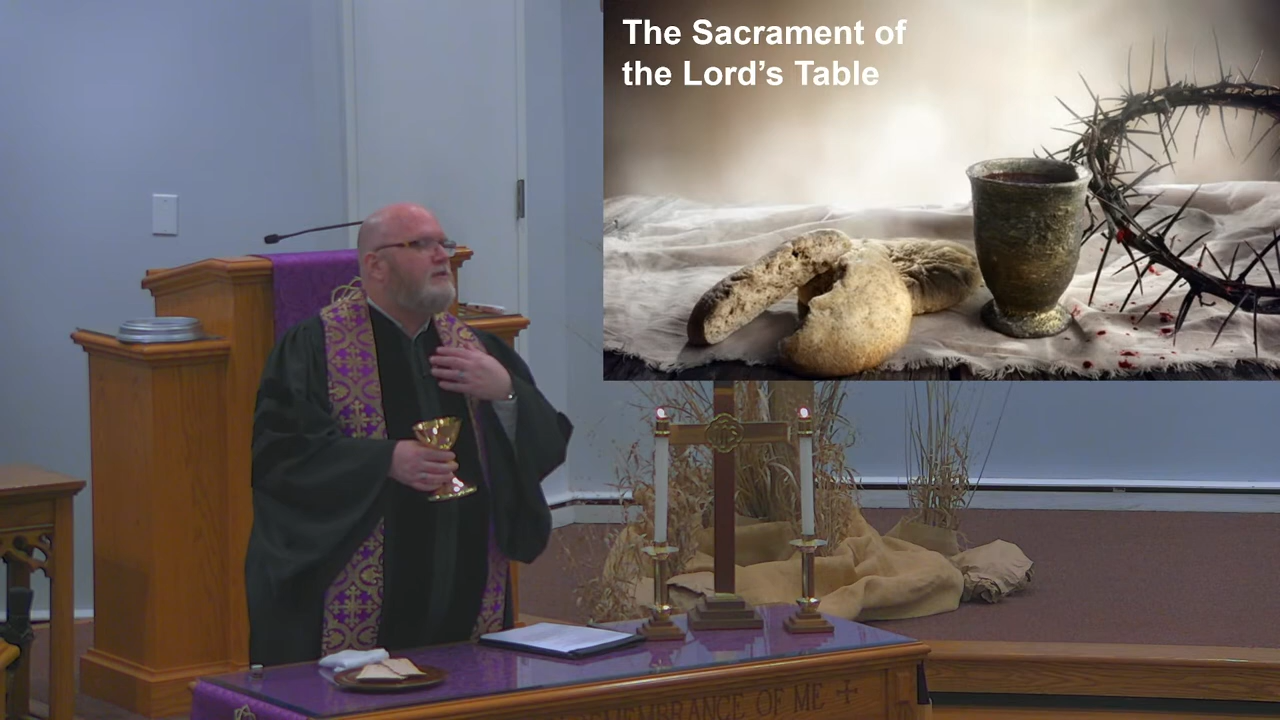 The Sacrament of
the Lord’s Table
REMEMBRANCE OF ME